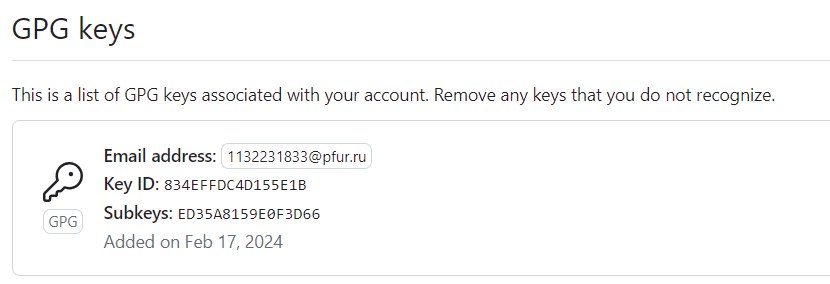 GPG keys
This is a list of GPG keys associated with your account. Remove any keys that you do not recognize.
Email address: 1132231833@pfur.ru
Key ID: 834EFFDC4D155E1B
GPG
Subkeys: ED35A8159E0F3D66
Added on Feb 17, 2024